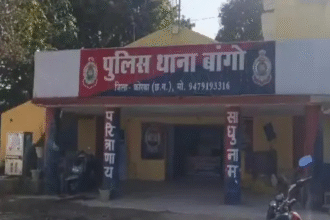 पुलिस थाना बांगो
जिला- कोरबा (छ.ग.), मो. 9479193316
परित्राणाय
साधुनाम